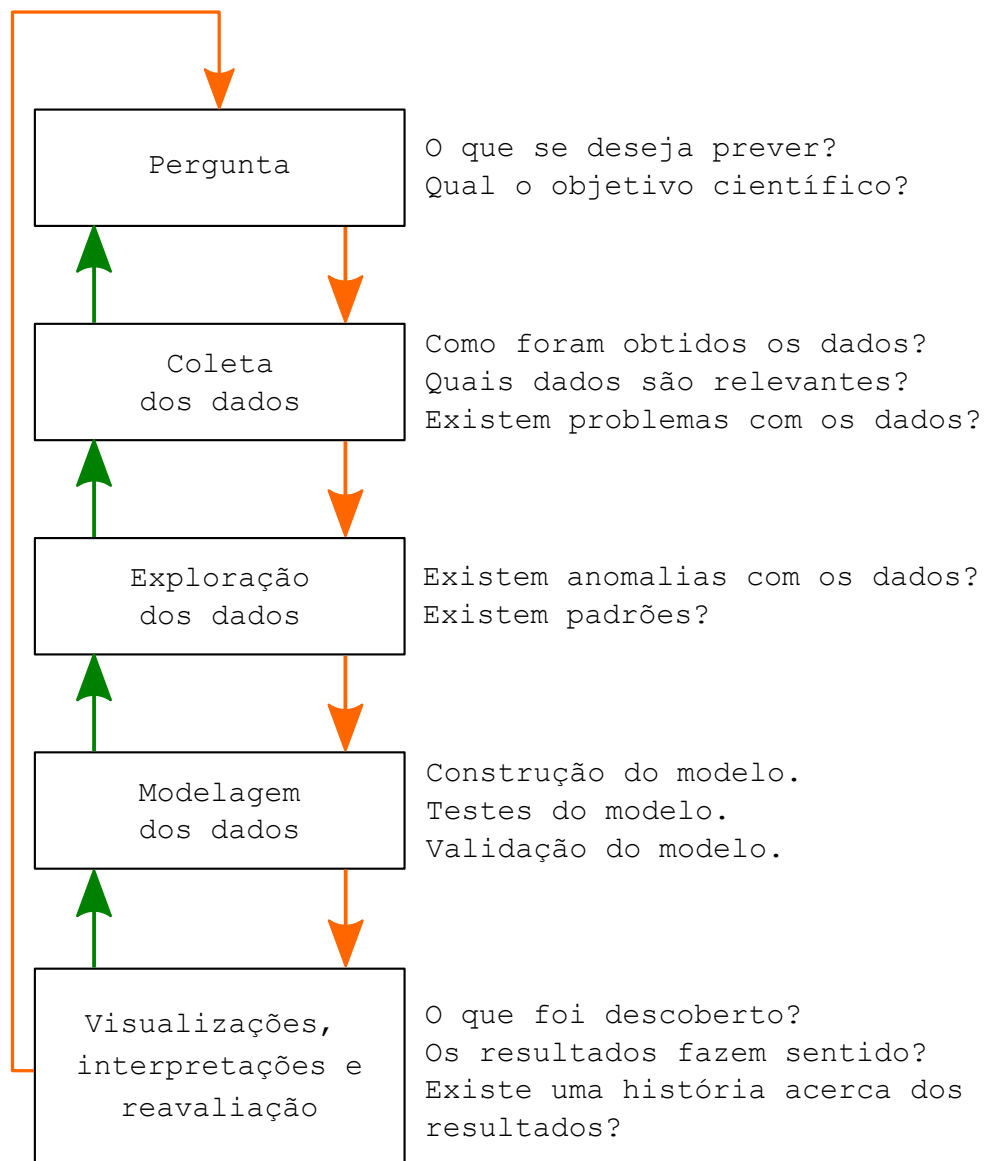 Pergunta
O que se deseja prever?
Qual o objetivo científico?
Coleta
dos dados
Como foram obtidos os dados?
Quais dados são relevantes?
Existem problemas com os dados?
Exploração
dos dados
Existem anomalias com os dados?
Existem padrões?
Modelagem
dos dados
Construção do modelo.
Testes do modelo.
Validação do modelo.
Visualizações,
interpretações e
reavaliação
O que foi descoberto?
Os resultados fazem sentido?
Existe uma história acerca dos
resultados?